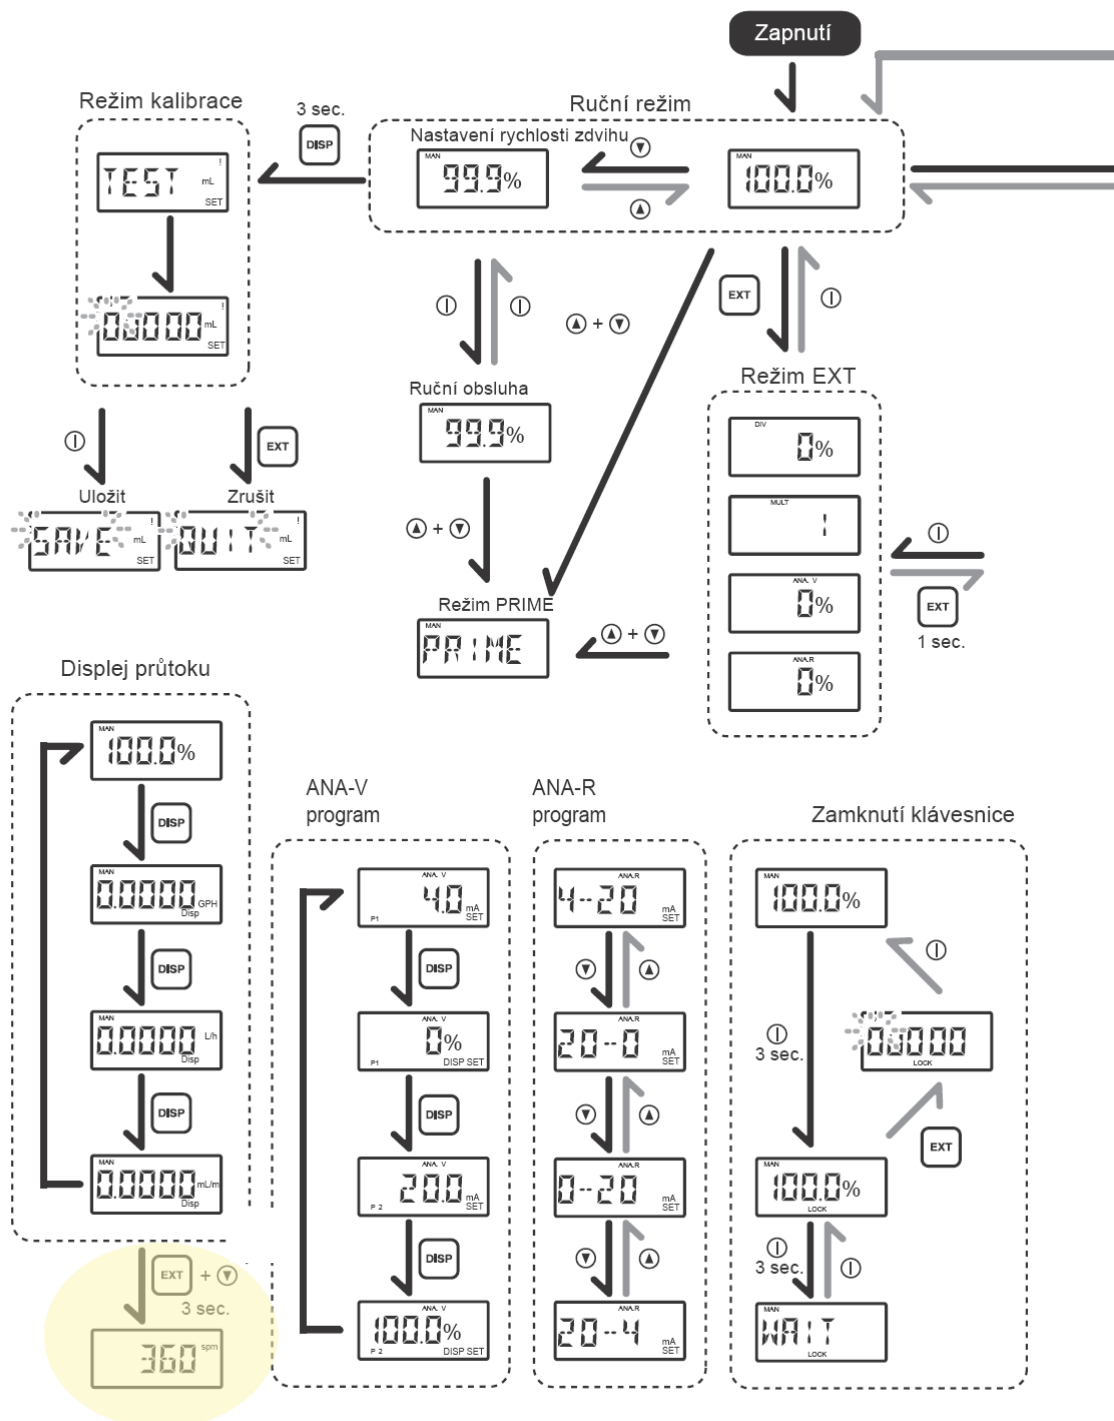 Zapnutí
Režim kalibrace
3 sec.
DISP
Ruční režim
Nastavení rychlosti zdvihu
MAN
99.9%
MAN
100.0%
!
TEST mL
SET
!
00000 mL
SET
EXT
+
Ruční obsluha
MAN
99.9%
Režim EXT
DIV
0%
MULT
1
ANA. V
0%
ANA.R
0%
EXT
1 sec.
EXT
Uložit
!
SAVE mL
SET
Zrušit
!
QUIT mL
SET
+
Režim PRIME
MAN
PRIME
+
Displej průtoku
MAN
100.0%
DISP
MAN
0.0000 GPH
Disp
DISP
MAN
0.0000 L/h
Disp
DISP
MAN
0.0000 mL/m
Disp
EXT +
3 sec.
360 spm
ANA-V
program
ANA. V
4.0 mA
P1 SET
DISP
ANA. V
0%
P1 DISP SET
DISP
ANA. V
20.0 mA
P 2 SET
DISP
ANA. V
100.0%
P 2 DISP SET
ANA-R
program
ANA.R
4--20 mA
SET
ANA.R
20--0 mA
SET
ANA.R
0--20 mA
SET
ANA.R
20--4 mA
SET
Zamknutí klávesnice
MAN
100.0%
3 sec.
00000
LOCK
EXT
MAN
100.0%
LOCK
3 sec.
MAN
WAIT
LOCK